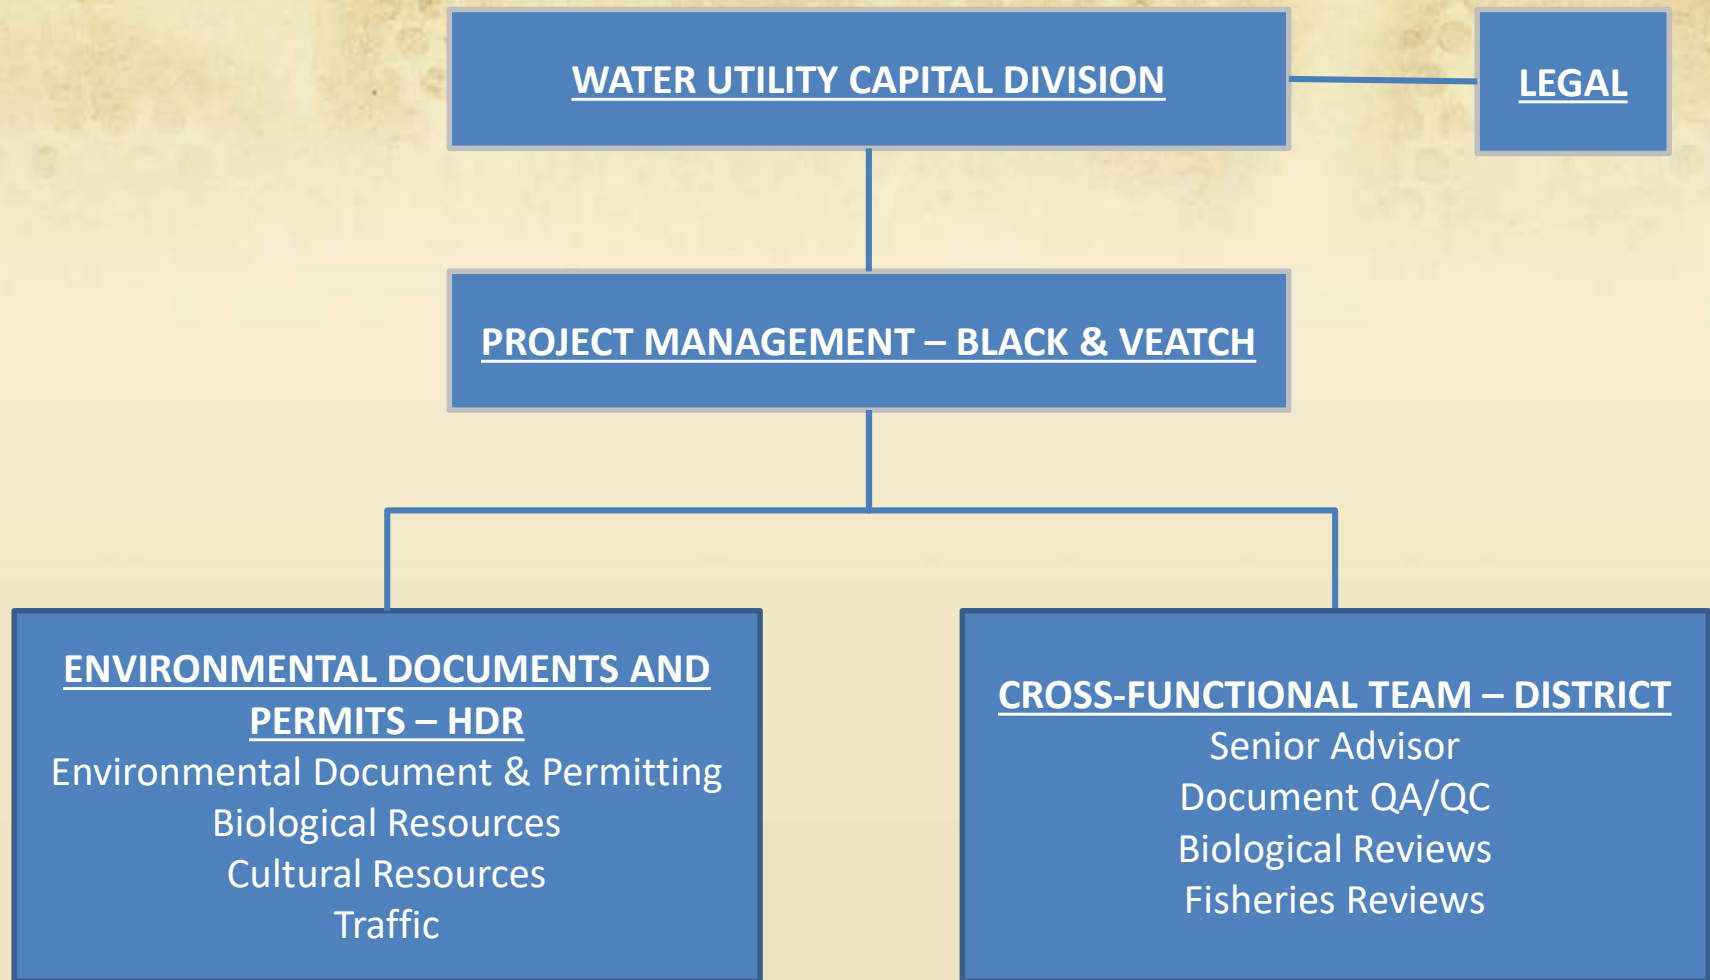 WATER UTILITY CAPITAL DIVISION
LEGAL
PROJECT MANAGEMENT – BLACK & VEATCH
ENVIRONMENTAL DOCUMENTS AND
PERMITS – HDR
Environmental Document & Permitting
Biological Resources
Cultural Resources
Traffic
CROSS-FUNCTIONAL TEAM – DISTRICT
Senior Advisor
Document QA/QC
Biological Reviews
Fisheries Reviews